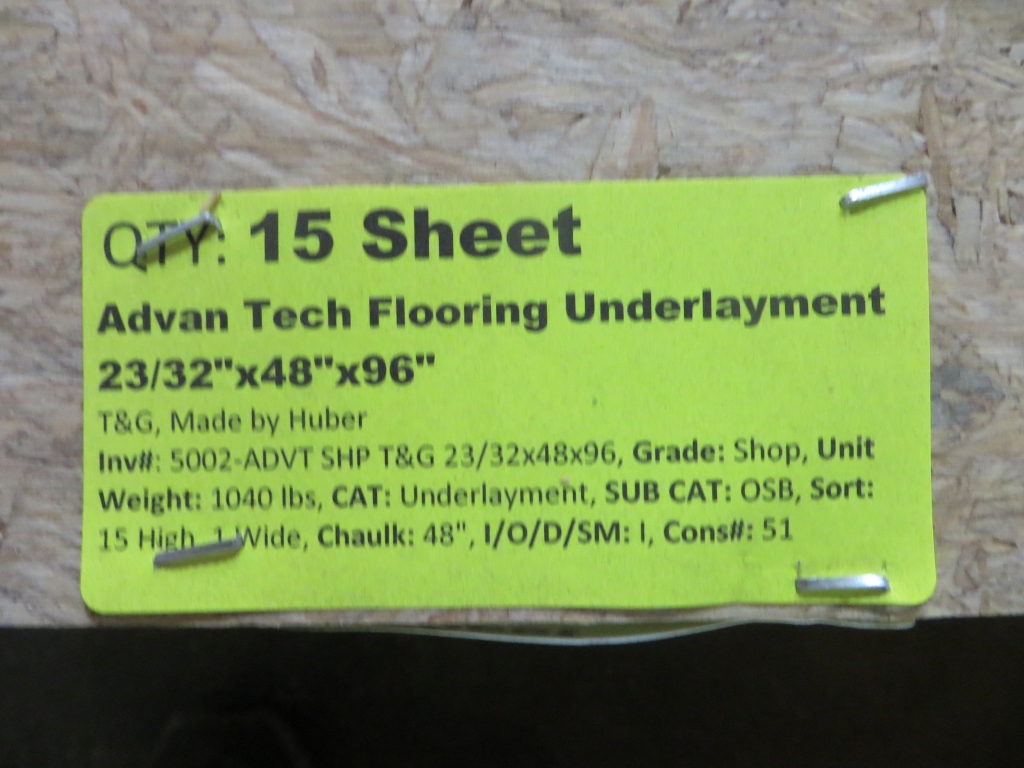 QTY: 15 Sheet
Advan Tech Flooring Underlayment
23/32"x48"x96"
T&G, Made by Huber
Inv#: 5002-ADVT SHP T&G 23/32x48x96, Grade: Shop, Unit
Weight: 1040 lbs, CAT: Underlayment, SUB CAT: OSB, Sort:
15 High, 1 Wide, Chaulk: 48", I/O/D/SM: I, Cons#: 51